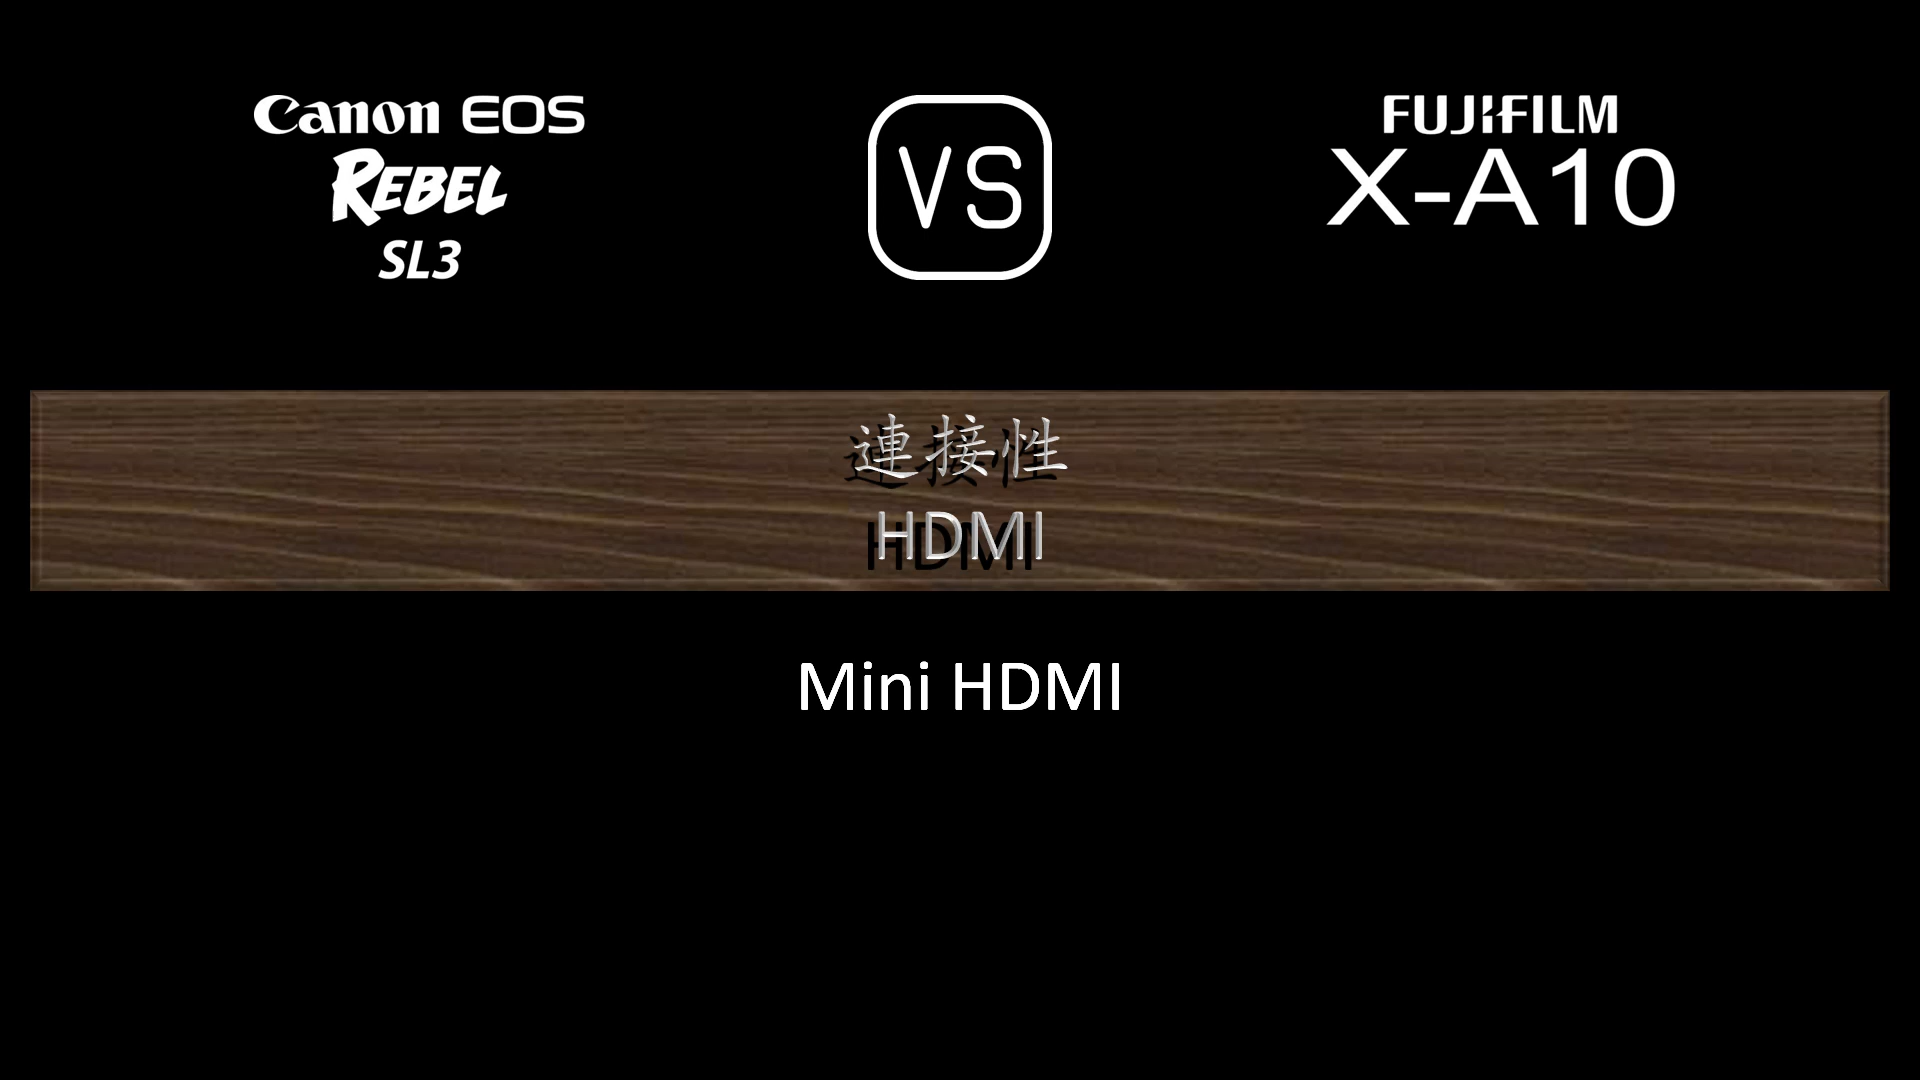 Canon EOS
REBEL
SL3
VS
FUJIFILM
X-A10
連接性
HDMI
Mini HDMI